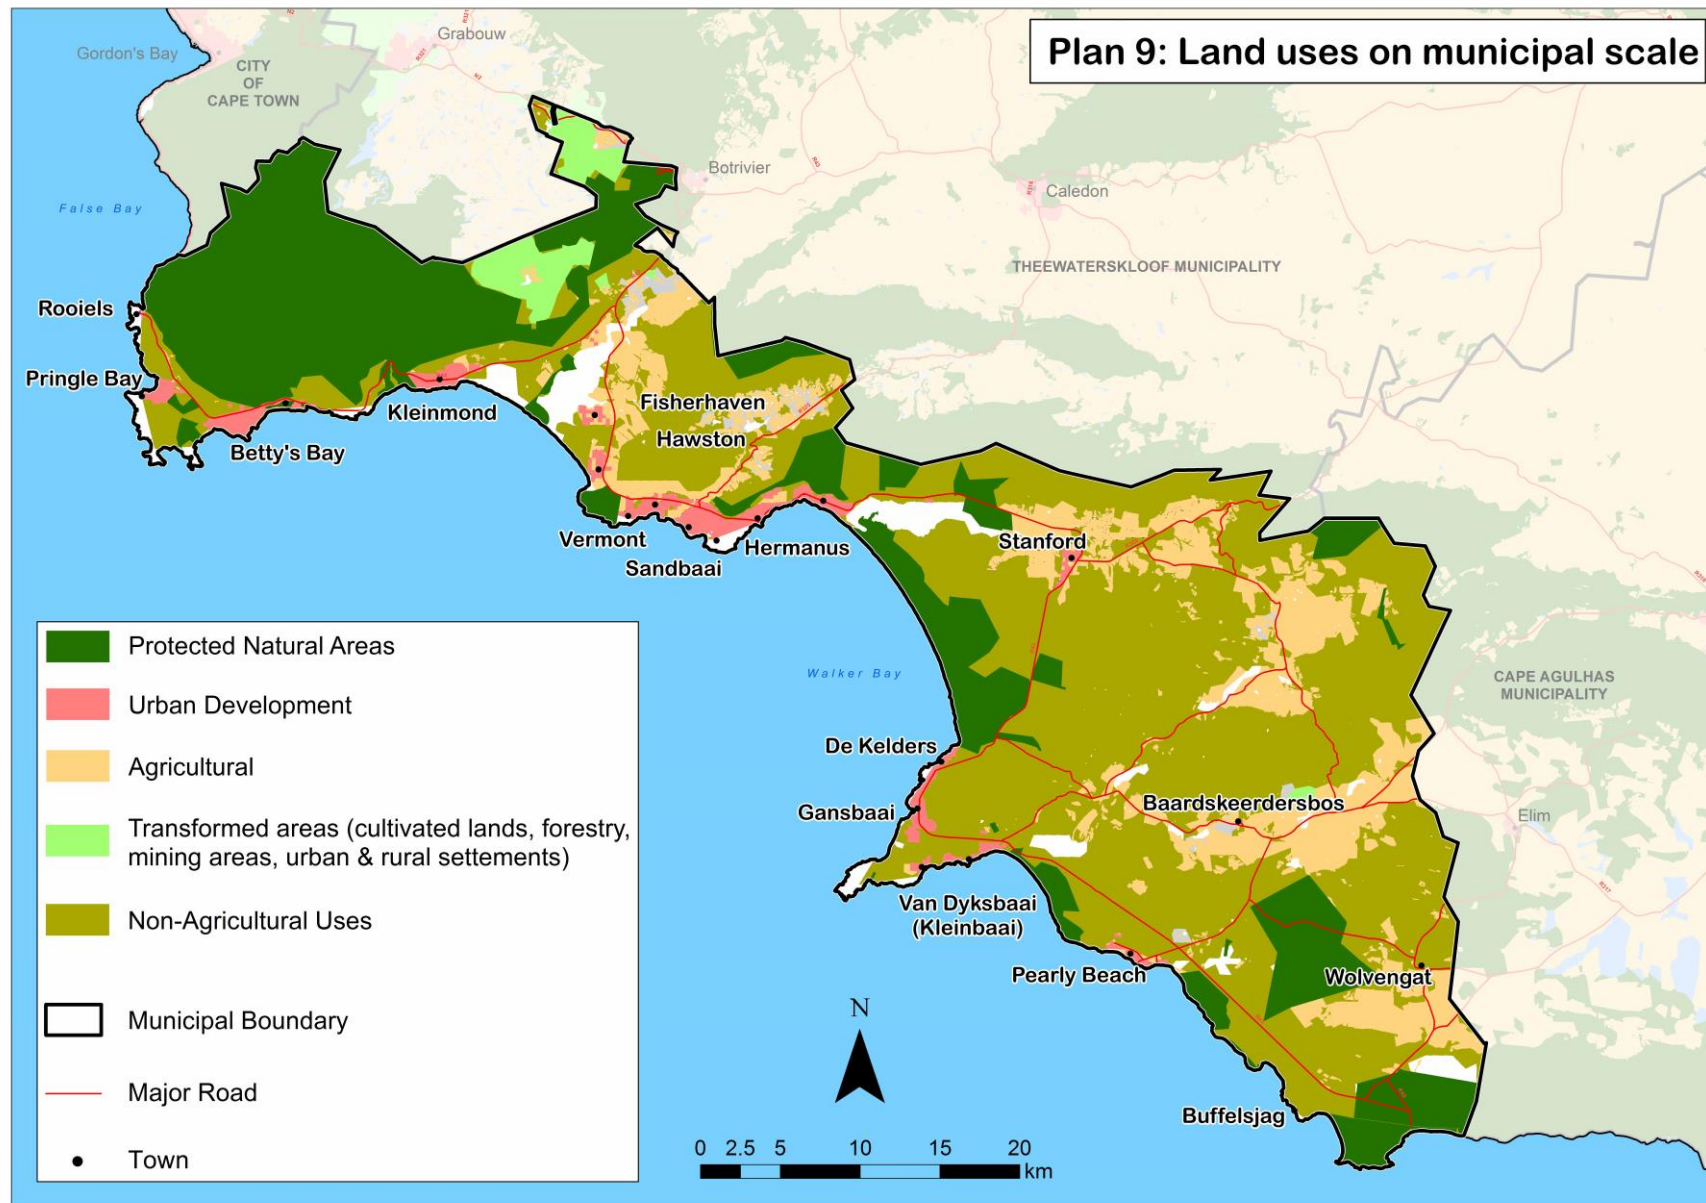 Plan 9: Land uses on municipal scale
Gordon's Bay
Grabouw
CITY
OF
CAPE TOWN
Botrivier
Caledon
False Bay
THEEWATERSKLOOF MUNICIPALITY
Rooiels
Pringle Bay
Kleinmond
Betty's Bay
Fisherhaven
Hawston
Vermont
Sandbaai
Hermanus
Stanford
Walker Bay
CAPE AGULHAS
MUNICIPALITY
De Kelders
Gansbaai
Baardskeerdersbos
Elim
Van Dyksbaai
(Kleinbaai)
Pearly Beach
Wolvengat
Buffelsjag
Protected Natural Areas
Urban Development
Agricultural
Transformed areas (cultivated lands, forestry,
mining areas, urban & rural settements)
Non-Agricultural Uses
Municipal Boundary
Major Road
Town
N
0 2.5 5 10 15 20
km